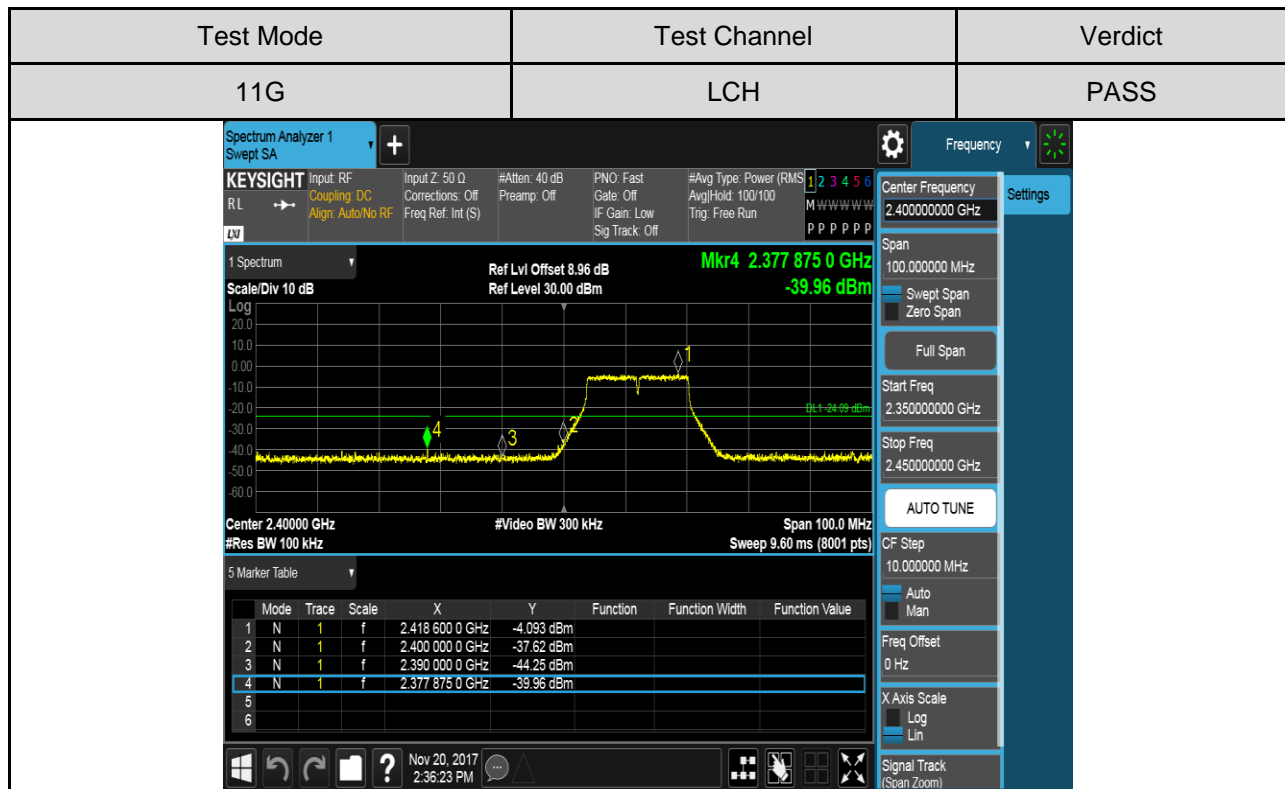 Test Mode Test Channel Verdict
11G LCH PASS
Spectrum Analyzer 1
Swept SA
+
Frequency
KEYSIGHT Input: RF Input Z: 50 Ω #Atten: 40 dB PNO: Fast #Avg Type: Power (RMS 1 2 3 4 5 6
RL Coupling: DC Corrections: Off Preamp: Off Gate: Off Avg|Hold: 100/100 M W W W W W
Align: Auto/No RF Freq Ref: Int (S) IF Gain: Low Trig: Free Run
LXI Sig Track: Off P P P P P P
1 Spectrum
Scale/Div 10 dB
Ref Lvl Offset 8.96 dB
Ref Level 30.00 dBm
Mkr4 2.377 875 0 GHz
-39.96 dBm
Log
20.0
10.0
0.00
-10.0
-20.0
-30.0
-40.0
-50.0
-60.0
1
DL1 -24.09 dBm
4
3
2
Center 2.40000 GHz #Video BW 300 kHz Span 100.0 MHz
#Res BW 100 kHz Sweep 9.60 ms (8001 pts)
5 Marker Table
Mode Trace Scale X Y Function Function Width Function Value
1 N 1 f 2.418 600 0 GHz -4.093 dBm
2 N 1 f 2.400 000 0 GHz -37.62 dBm
3 N 1 f 2.390 000 0 GHz -44.25 dBm
4 N 1 f 2.377 875 0 GHz -39.96 dBm
5
6
?
Nov 20, 2017
2:36:23 PM
Center Frequency
2.400000000 GHz
Settings
Span
100.000000 MHz
Swept Span
Zero Span
Full Span
Start Freq
2.350000000 GHz
Stop Freq
2.450000000 GHz
AUTO TUNE
CF Step
10.000000 MHz
Auto
Man
Freq Offset
0 Hz
X Axis Scale
Log
Lin
Signal Track
(Span Zoom)